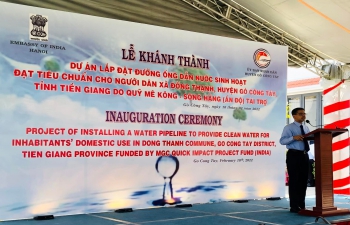 EMBASSY OF INDIA
HANOI
LỄ KHÁNH THÀNH
DỰ ÁN LẮP ĐẶT ĐƯỜNG ỐNG DẪN NƯỚC SINH HOẠT
ĐẠT TIÊU CHUẨN CHO NGƯỜI DÂN XÃ ĐỒNG THẠNH, HUYỆN GÒ CÔNG TÂY,
TỈNH TIỀN GIANG DO QUỸ MÊ KÔNG - SÔNG HẰNG (ẤN ĐỘ) TÀI TRỢ
INAUGURATION CEREMONY
PROJECT OF INSTALLING A WATER PIPELINE TO PROVIDE CLEAN WATER FOR
INHABITANTS' DOMESTIC USE IN DONG THANH COMMUNE, GO CONG TAY DISTRICT,
TIEN GIANG PROVINCE FUNDED BY MGC QUICK IMPACT PROJECT FUND (INDIA)